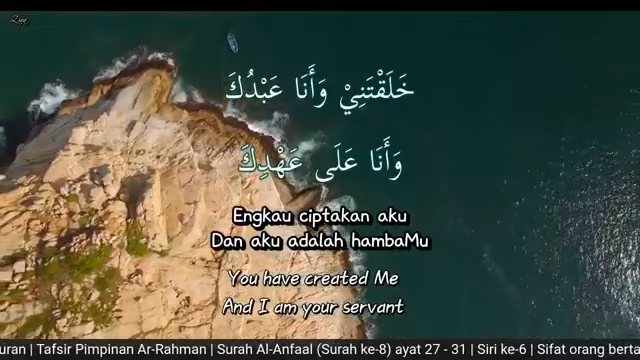 خَلَقْتَنِيْ وَأَنَا عَبْدُكَ
وَأَنَا عَلَى عَهْدِكَ
Engkau ciptakan aku
Dan aku adalah hambaMu
You have created Me
And I am your servant
uran | Tafsir Pimpinan Ar-Rahman | Surah Al-Anfaal (Surah ke-8) ayat 27 - 31 | Siri ke-6 | Sifat orang berta